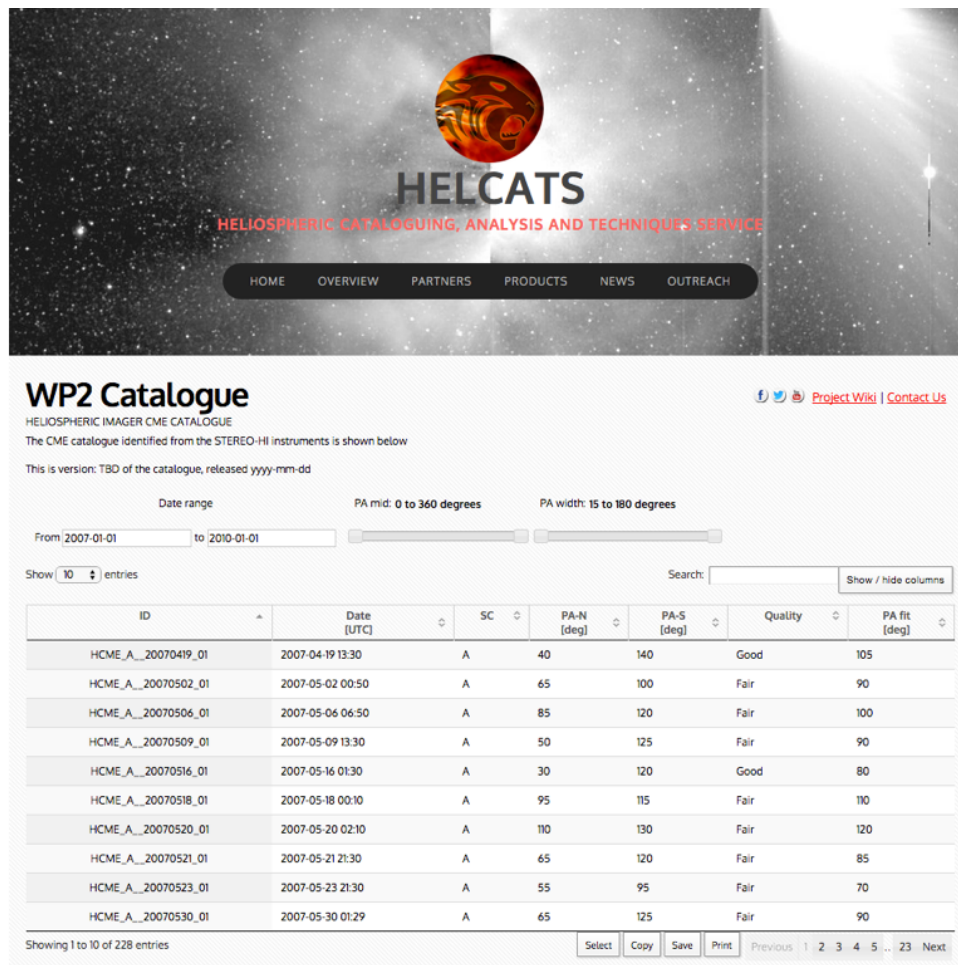 HELCATS
HELIOSPHERIC CATALOGUING, ANALYSIS AND TECHNIQUES SERVICE
HOME OVERVIEW PARTNERS PRODUCTS NEWS OUTREACH
WP2 Catalogue
Project Wiki | Contact Us
HELIOSPHERIC IMAGER CME CATALOGUE
The CME catalogue identified from the STEREO-HI instruments is shown below
This is version: TBD of the catalogue, released yyyy-mm-dd
Date range PA mid: 0 to 360 degrees PA width: 15 to 180 degrees
From 2007-01-01 to 2010-01-01
Show 10 entries Search: Show / hide columns
ID Date [UTC] SC PA-N [deg] PA-S [deg] Quality PA fit [deg]
HCME_A__20070419_01 2007-04-19 13:30 A 40 140 Good 105
HCME_A__20070502_01 2007-05-02 00:50 A 65 100 Fair 90
HCME_A__20070506_01 2007-05-06 06:50 A 85 120 Fair 100
HCME_A__20070509_01 2007-05-09 13:30 A 50 125 Fair 90
HCME_A__20070516_01 2007-05-16 01:30 A 30 120 Good 80
HCME_A__20070518_01 2007-05-18 00:10 A 95 115 Fair 110
HCME_A__20070520_01 2007-05-20 02:10 A 110 130 Fair 120
HCME_A__20070521_01 2007-05-21 21:30 A 65 120 Fair 85
HCME_A__20070523_01 2007-05-23 21:30 A 55 95 Fair 70
HCME_A__20070530_01 2007-05-30 01:29 A 65 125 Fair 90
Showing 1 to 10 of 228 entries Select Copy Save Print Previous 1 2 3 4 5 .. 23 Next